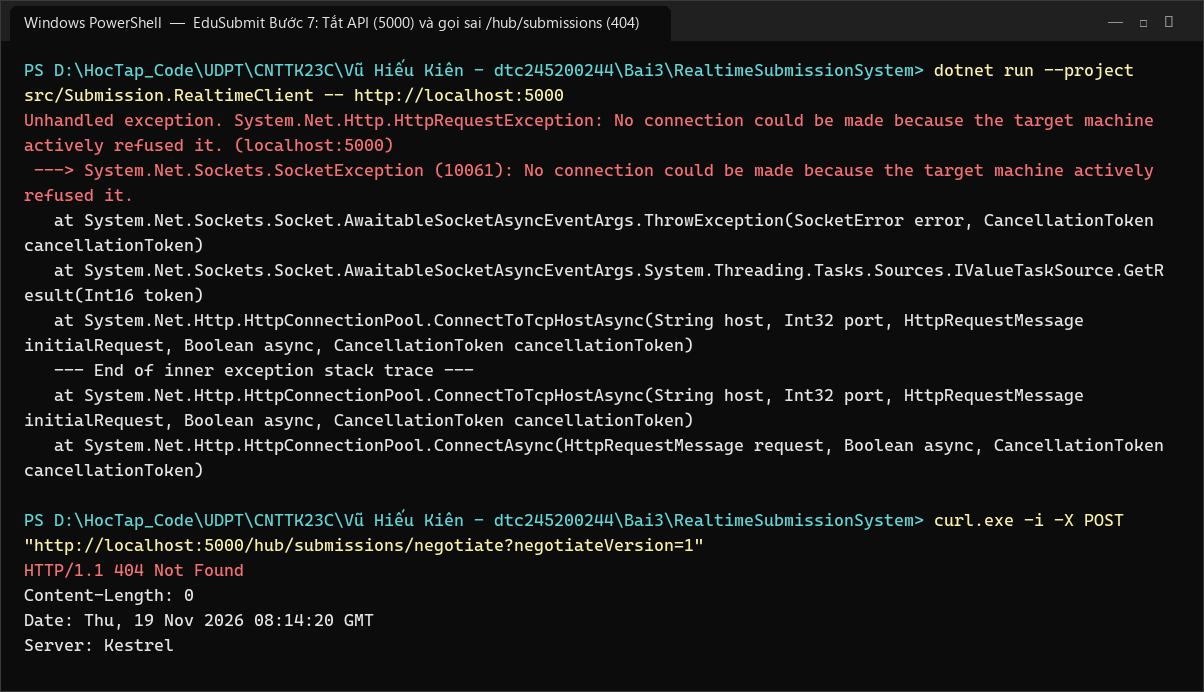 Windows PowerShell — EduSubmit Bước 7: Tắt API (5000) và gọi sai /hub/submissions (404)
PS D:\HocTap_Code\UDPT\CNTTK23C\Vũ Hiếu Kiên - dtc245200244\Bai3\RealtimeSubmissionSystem> dotnet run --project
src/Submission.RealtimeClient -- http://localhost:5000
Unhandled exception. System.Net.Http.HttpRequestException: No connection could be made because the target machine
actively refused it. (localhost:5000)
 ---> System.Net.Sockets.SocketException (10061): No connection could be made because the target machine actively
refused it.
   at System.Net.Sockets.Socket.AwaitableSocketAsyncEventArgs.ThrowException(SocketError error, CancellationToken
cancellationToken)
   at System.Net.Sockets.Socket.AwaitableSocketAsyncEventArgs.System.Threading.Tasks.Sources.IValueTaskSource.GetR
esult(Int16 token)
   at System.Net.Http.HttpConnectionPool.ConnectToTcpHostAsync(String host, Int32 port, HttpRequestMessage
initialRequest, Boolean async, CancellationToken cancellationToken)
   --- End of inner exception stack trace ---
   at System.Net.Http.HttpConnectionPool.ConnectToTcpHostAsync(String host, Int32 port, HttpRequestMessage
initialRequest, Boolean async, CancellationToken cancellationToken)
   at System.Net.Http.HttpConnectionPool.ConnectAsync(HttpRequestMessage request, Boolean async, CancellationToken
cancellationToken)
PS D:\HocTap_Code\UDPT\CNTTK23C\Vũ Hiếu Kiên - dtc245200244\Bai3\RealtimeSubmissionSystem> curl.exe -i -X POST
"http://localhost:5000/hub/submissions/negotiate?negotiateVersion=1"
HTTP/1.1 404 Not Found
Content-Length: 0
Date: Thu, 19 Nov 2026 08:14:20 GMT
Server: Kestrel